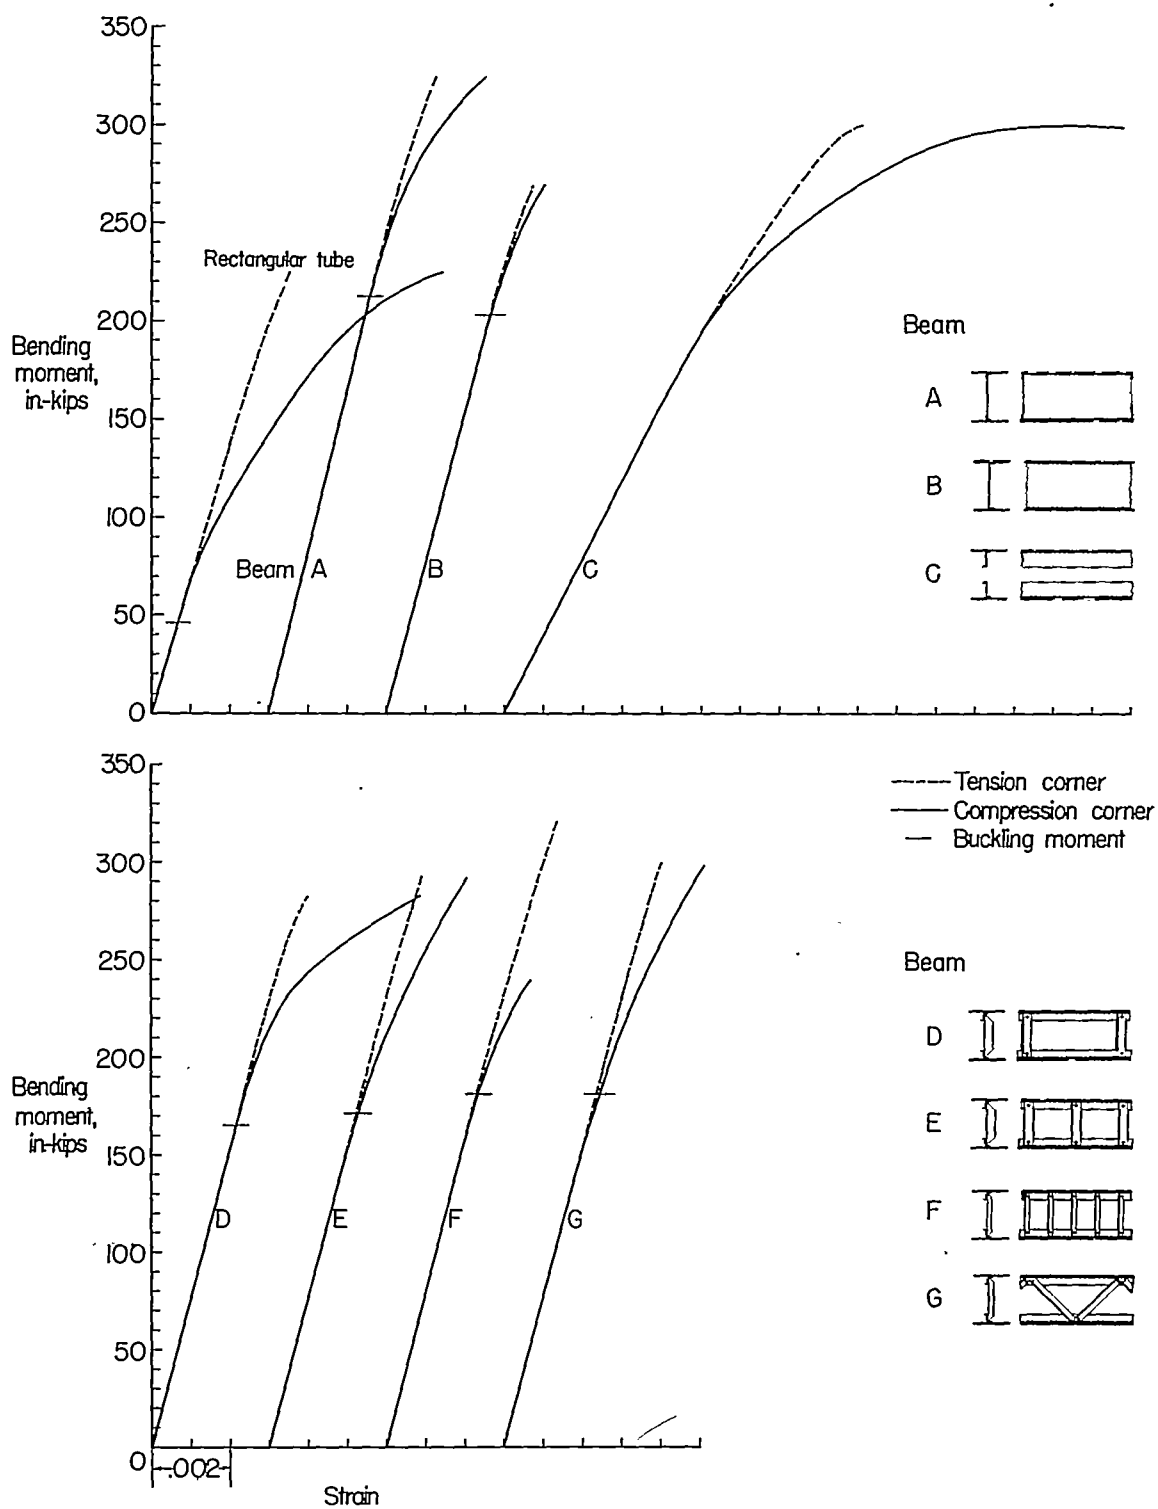 350
300
250
200
150
100
50
0
Bending
moment,
in-kips
Rectangular tube
Beam A
B
C
Beam
A
B
C
350
300
250
200
150
100
50
0
Bending
moment,
in-kips
D
E
F
G
.002
Strain
Tension corner
Compression corner
Buckling moment
Beam
D
E
F
G